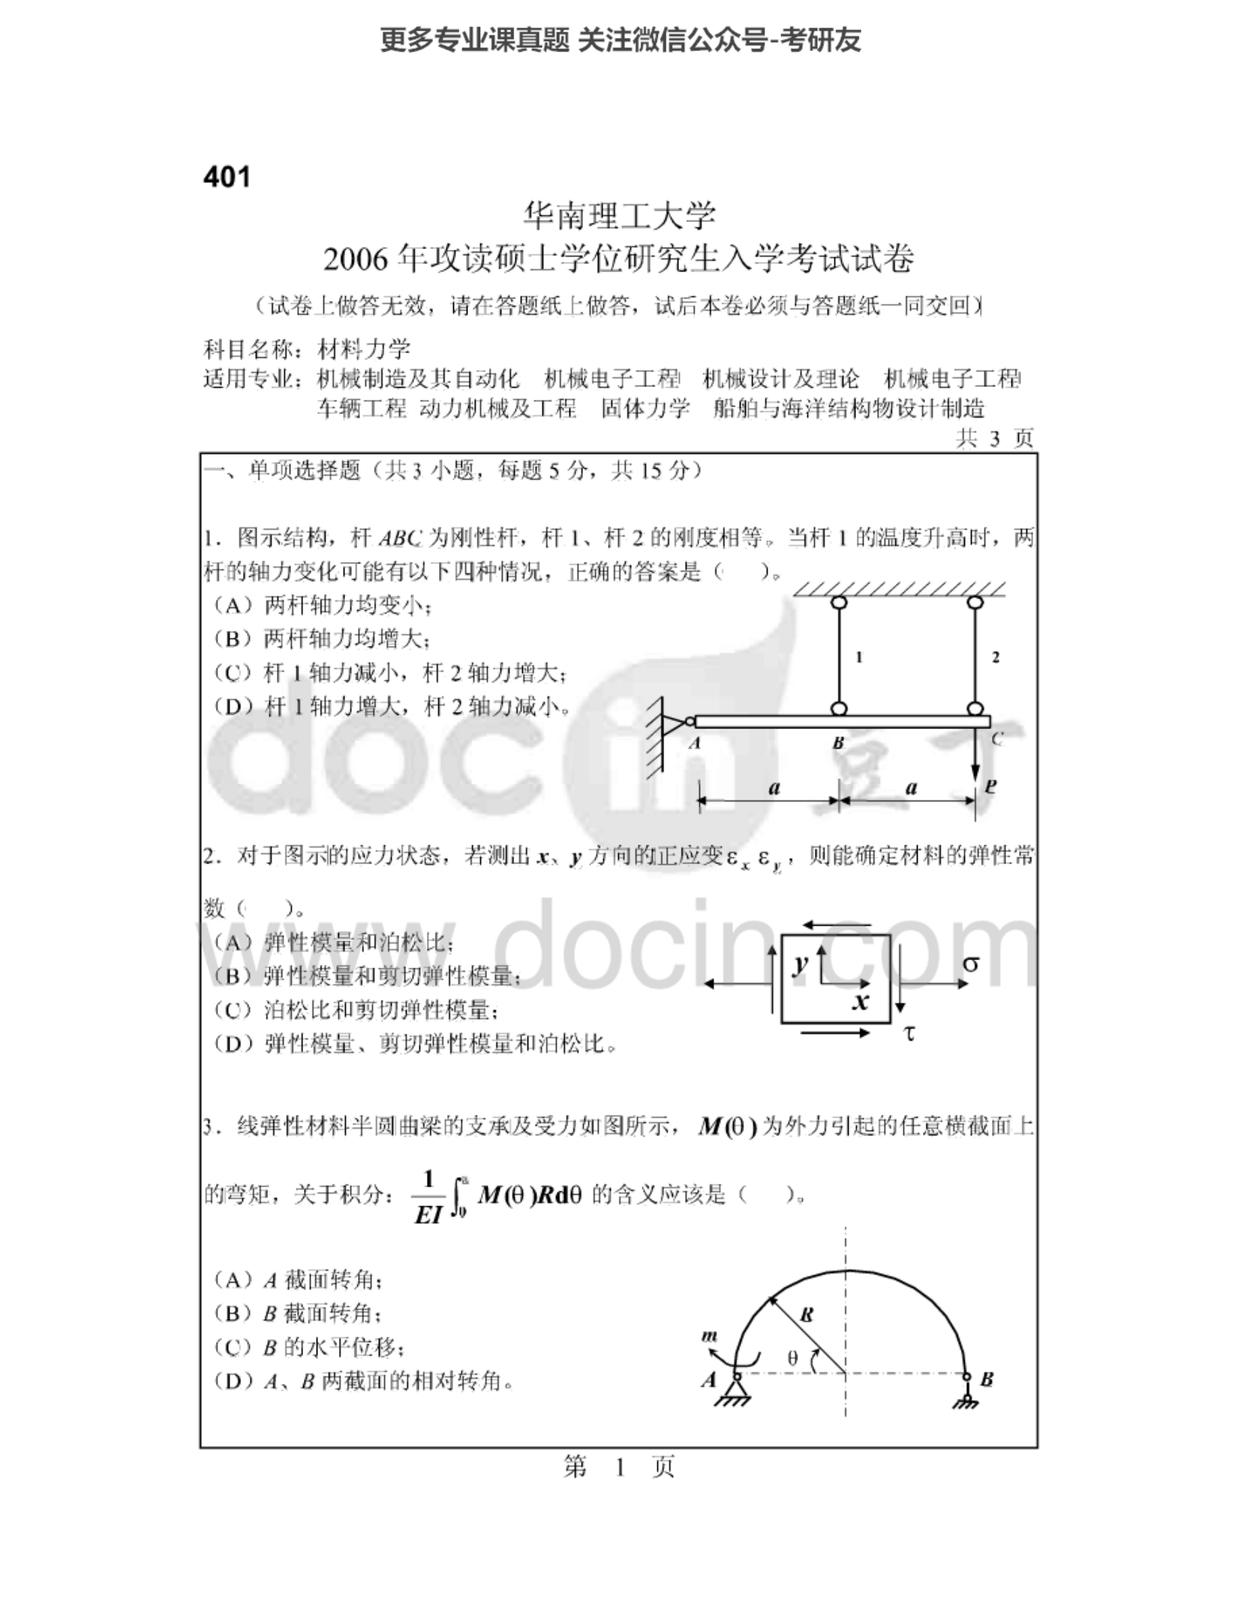 更多专业课真题 关注微信公众号-考研友
401
华南理工大学
2006 年攻读硕士学位研究生入学考试试卷
（试卷上做答无效，请在答题纸上做答，试后本卷必须与答题纸一同交回）
科目名称：材料力学
适用专业：机械制造及其自动化 机械电子工程 机械设计及理论 机械电子工程
车辆工程 动力机械及工程 固体力学 船舶与海洋结构物设计制造
共 3 页
一、单项选择题（共 3 小题，每题 5 分，共 15 分）
1．图示结构，杆 ABC 为刚性杆，杆 1、杆 2 的刚度相等。当杆 1 的温度升高时，两
杆的轴力变化可能有以下四种情况，正确的答案是（ ）。
（A）两杆轴力均变小；
（B）两杆轴力均增大；
（C）杆 1 轴力减小，杆 2 轴力增大；
（D）杆 1 轴力增大，杆 2 轴力减小。
1 2
A B C
a a P
docin 豆丁
2．对于图示的应力状态，若测出 x、y 方向的正应变 ε_x ε_y，则能确定材料的弹性常
数（ ）。
（A）弹性模量和泊松比；
（B）弹性模量和剪切弹性模量；
（C）泊松比和剪切弹性模量；
（D）弹性模量、剪切弹性模量和泊松比。
y x σ τ
www.docin.com
3．线弹性材料半圆曲梁的支承及受力如图所示， M(θ) 为外力引起的任意横截面上
的弯矩，关于积分： 1/EI ∫ M(θ)Rdθ 的含义应该是（ ）。
（A）A 截面转角；
（B）B 截面转角；
（C）B 的水平位移；
（D）A、B 两截面的相对转角。
m R θ
A B
第 1 页